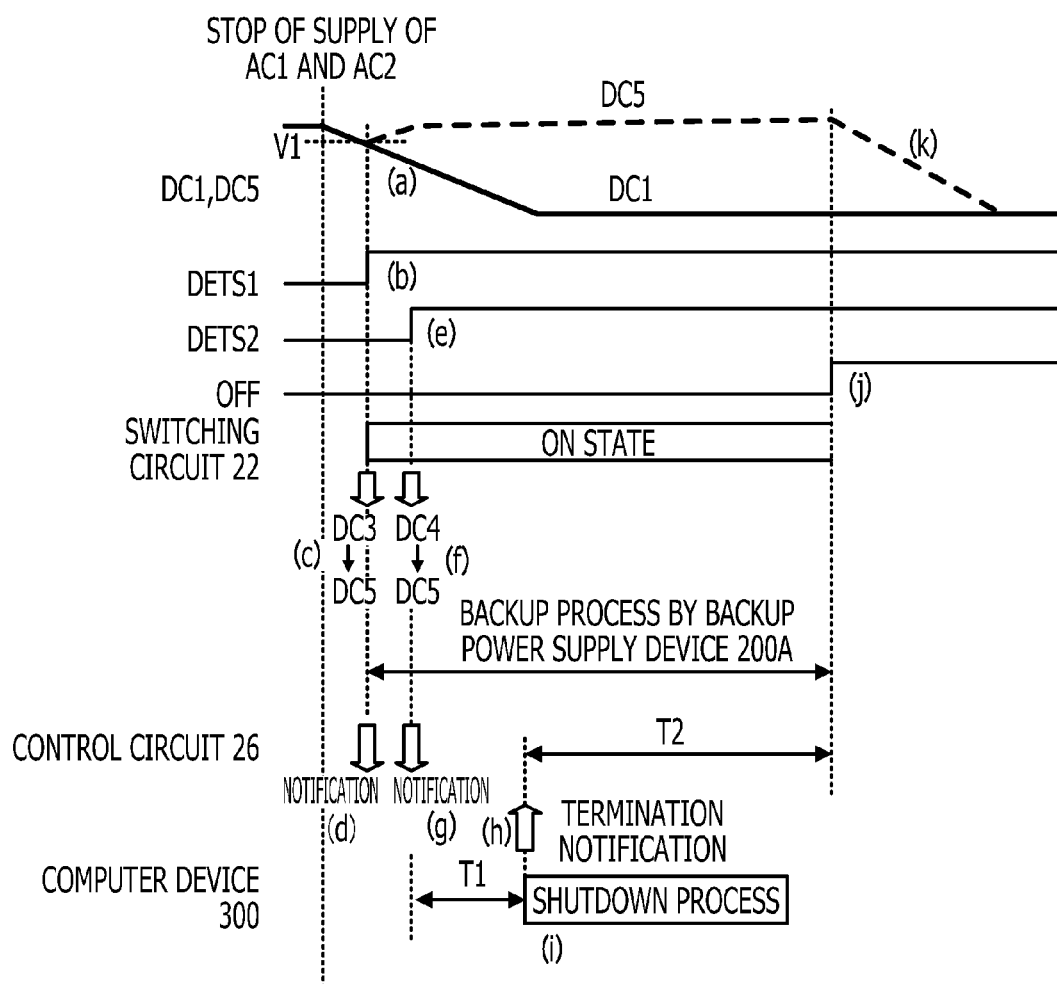 STOP OF SUPPLY OF
AC1 AND AC2
DC5
V1
(k)
(a)
DC1,DC5
DC1
DETS1
(b)
DETS2
(e)
OFF
(j)
SWITCHING
CIRCUIT 22
ON STATE
DC3
DC4
(c)
(f)
DC5
DC5
BACKUP PROCESS BY BACKUP
POWER SUPPLY DEVICE 200A
CONTROL CIRCUIT 26
T2
NOTIFICATION
NOTIFICATION
(d)
(g)
(h)
TERMINATION
NOTIFICATION
COMPUTER DEVICE
300
T1
SHUTDOWN PROCESS
(i)